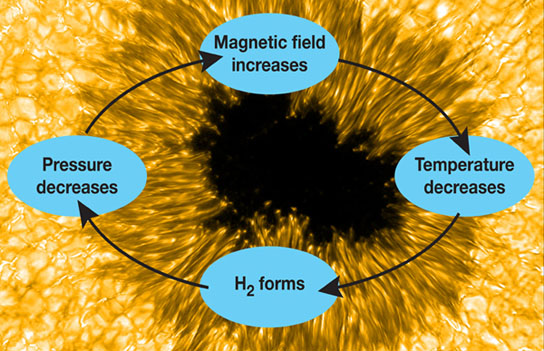 Magnetic field
increases
Temperature
decreases
H₂ forms
Pressure
decreases